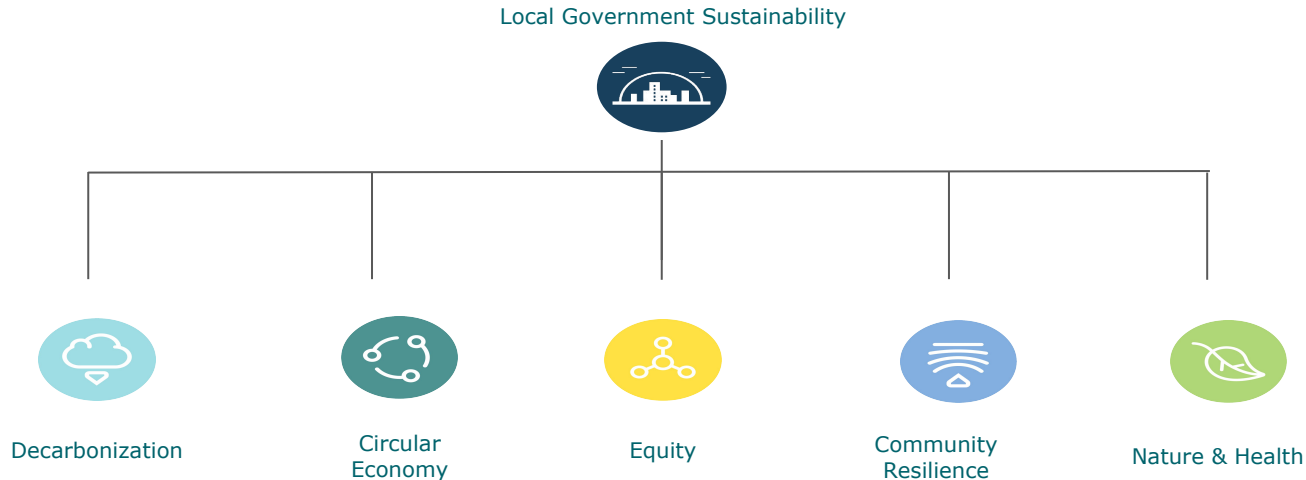 Local Government Sustainability
Decarbonization
Circular
Economy
Equity
Community
Resilience
Nature & Health